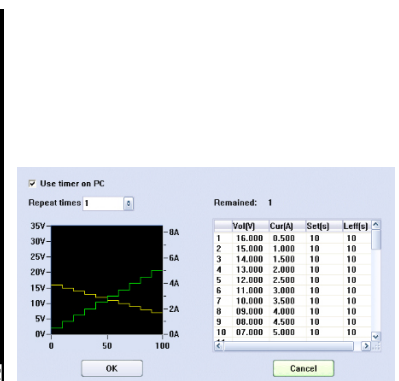 Use timer on PC
Repeat times 1
Remained: 1
35V
30V
25V
20V
15V
10V
5V
0V
8A
6A
4A
2A
0A
0 50 100
Vol(V) Cur(A) Set(s) Left(s)
1 16.000 0.500 10 10
2 15.000 1.000 10 10
3 14.000 1.500 10 10
4 13.000 2.000 10 10
5 12.000 2.500 10 10
6 11.000 3.000 10 10
7 10.000 3.500 10 10
8 09.000 4.000 10 10
9 08.000 4.500 10 10
10 07.000 5.000 10 10
OK
Cancel